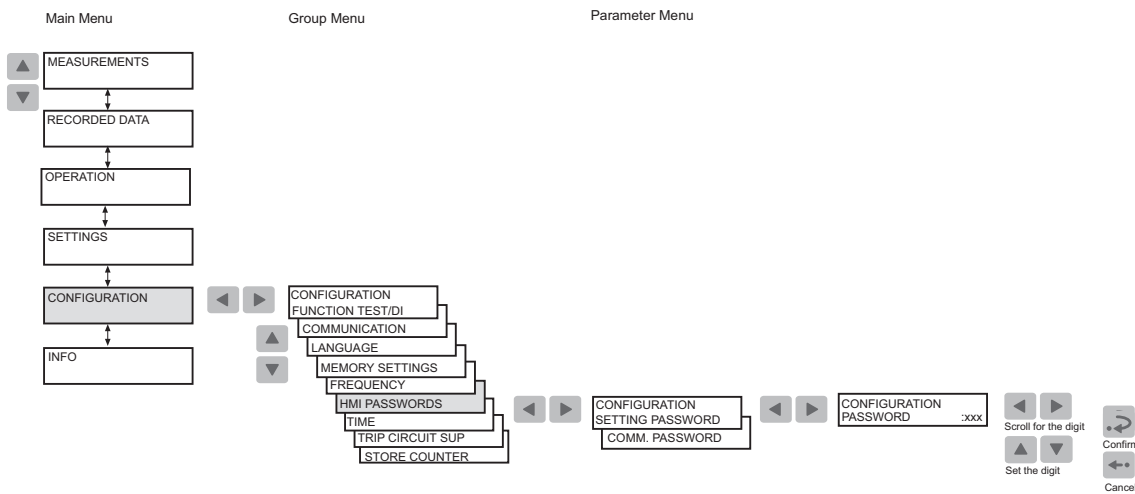 Main Menu
Group Menu
Parameter Menu
MEASUREMENTS
RECORDED DATA
OPERATION
SETTINGS
CONFIGURATION
INFO
CONFIGURATION
FUNCTION TEST/DI
COMMUNICATION
LANGUAGE
MEMORY SETTINGS
FREQUENCY
HMI PASSWORDS
TIME
TRIP CIRCUIT SUP
STORE COUNTER
CONFIGURATION
SETTING PASSWORD
COMM. PASSWORD
CONFIGURATION
PASSWORD :xxx
Scroll for the digit
Set the digit
Confirm
Cancel